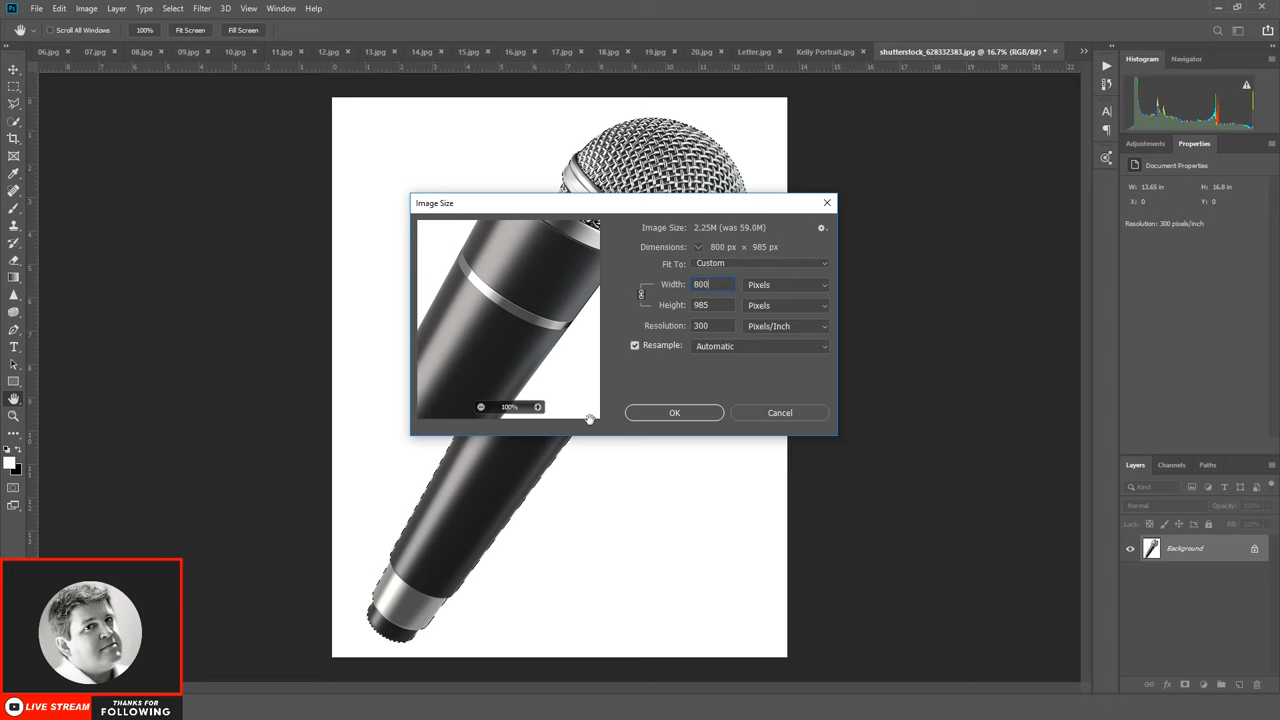 Ps File Edit Image Layer Type Select Filter 3D View Window Help
Scroll All Windows 100% Fit Screen Fill Screen
06.jpg 07.jpg 08.jpg 09.jpg 10.jpg 11.jpg 12.jpg 13.jpg 14.jpg 15.jpg 16.jpg 17.jpg 18.jpg 19.jpg 20.jpg Letter.jpg Kelly Portrait.jpg shutterstock_628332383.jpg @ 16.7% (RGB/8#) *
Histogram Navigator
Adjustments Properties
Document Properties
W: 13.65 in H: 16.8 in
X: 0 Y: 0
Resolution: 300 pixels/inch
Image Size
Image Size: 2.25M (was 59.0M)
Dimensions: 800 px × 985 px
Fit To: Custom
Width: 800 Pixels
Height: 985 Pixels
Resolution: 300 Pixels/Inch
Resample: Automatic
100%
OK Cancel
Layers Channels Paths
Kind
Normal Opacity: 100%
Lock: Fill: 100%
Background
LIVE STREAM
THANKS FOR
FOLLOWING